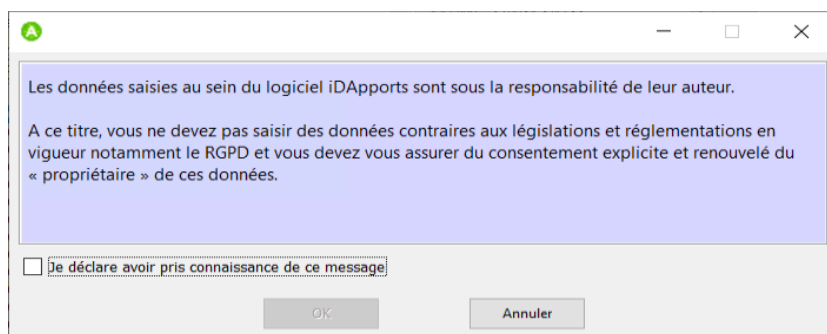 A
Les données saisies au sein du logiciel iDApports sont sous la responsabilité de leur auteur.
A ce titre, vous ne devez pas saisir des données contraires aux législations et réglementations en
vigueur notamment le RGPD et vous devez vous assurer du consentement explicite et renouvelé du
« propriétaire » de ces données.
Je déclare avoir pris connaissance de ce message
OK Annuler